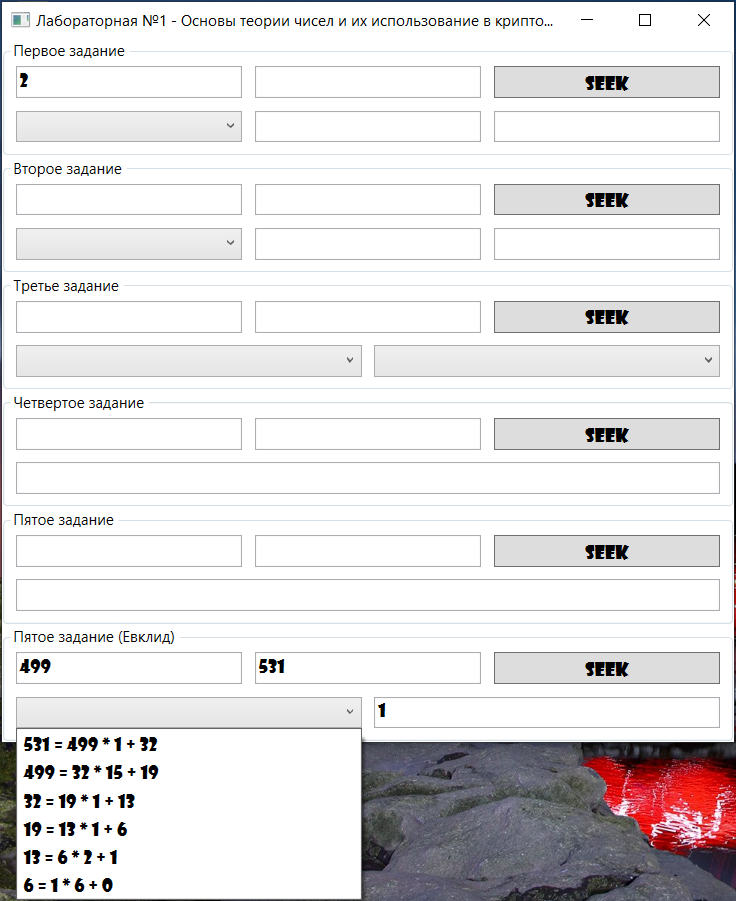 Лабораторная №1 - Основы теории чисел и их использование в крипто...
Первое задание
2
SEEK
Второе задание
SEEK
Третье задание
SEEK
Четвертое задание
SEEK
Пятое задание
SEEK
Пятое задание (Евклид)
499 531 SEEK
1
531 = 499 * 1 + 32
499 = 32 * 15 + 19
32 = 19 * 1 + 13
19 = 13 * 1 + 6
13 = 6 * 2 + 1
6 = 1 * 6 + 0